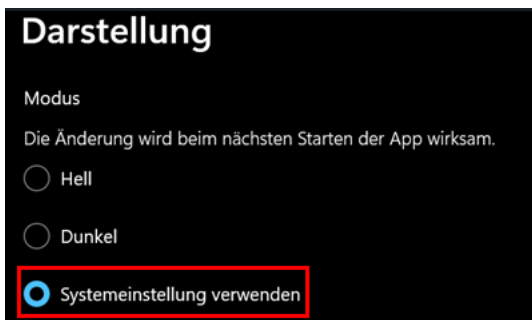 Darstellung
Modus
Die Änderung wird beim nächsten Starten der App wirksam.
Hell
Dunkel
Systemeinstellung verwenden